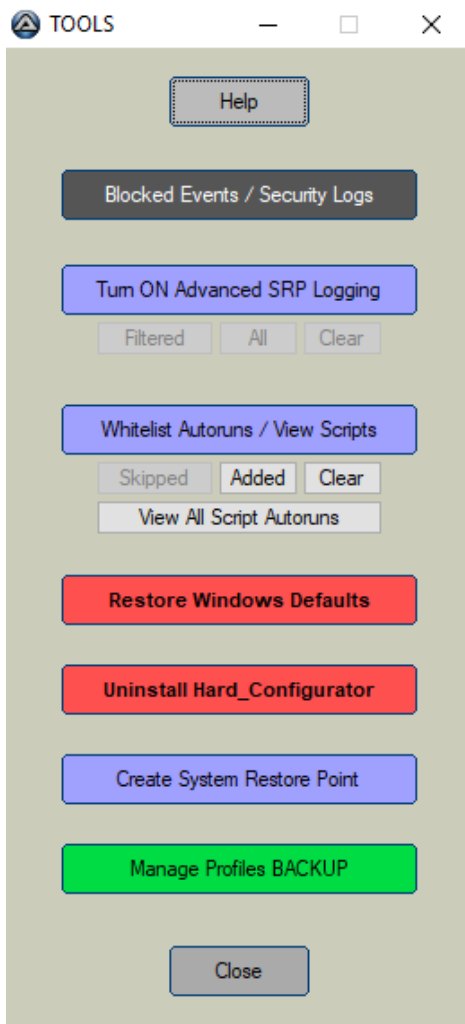 TOOLS
Help
Blocked Events / Security Logs
Turn ON Advanced SRP Logging
Filtered All Clear
Whitelist Autoruns / View Scripts
Skipped Added Clear
View All Script Autoruns
Restore Windows Defaults
Uninstall Hard_Configurator
Create System Restore Point
Manage Profiles BACKUP
Close